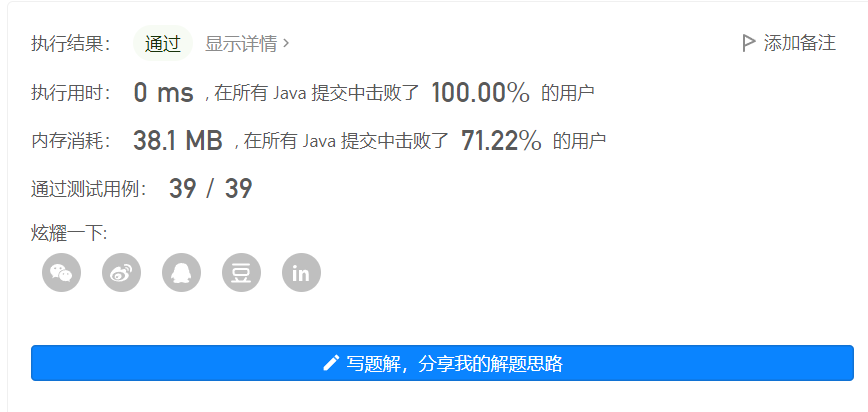 执行结果： 通过 显示详情 > 添加备注
执行用时： 0 ms , 在所有 Java 提交中击败了 100.00% 的用户
内存消耗： 38.1 MB , 在所有 Java 提交中击败了 71.22% 的用户
通过测试用例： 39 / 39
炫耀一下:
豆 in
写题解，分享我的解题思路